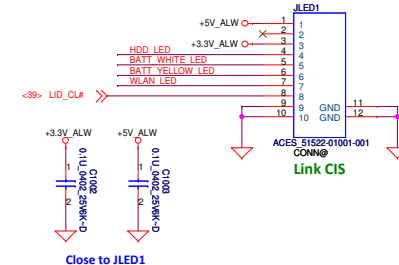 JLED1
+5V_ALW 1 1
2 2
+3.3V_ALW 3 3
HDD_LED 4 4
BATT_WHITE_LED 5 5
BATT_YELLOW_LED 6 6
WLAN_LED 7 7
<39> LID_CL# 8 8
9 9 GND 11
10 10 GND 12
ACES_51522-01001-001
CONN@
Link CIS
+3.3V_ALW +5V_ALW
1 1
2 2
0.1U_0402_25V6K~D
C1002
0.1U_0402_25V6K~D
C1003
Close to JLED1